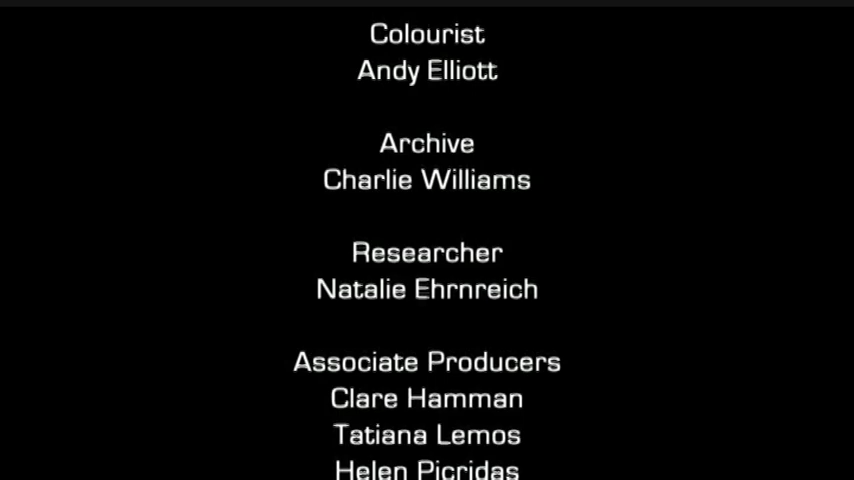 Colourist
Andy Elliott
Archive
Charlie Williams
Researcher
Natalie Ehrnreich
Associate Producers
Clare Hamman
Tatiana Lemos
Helen Picridas